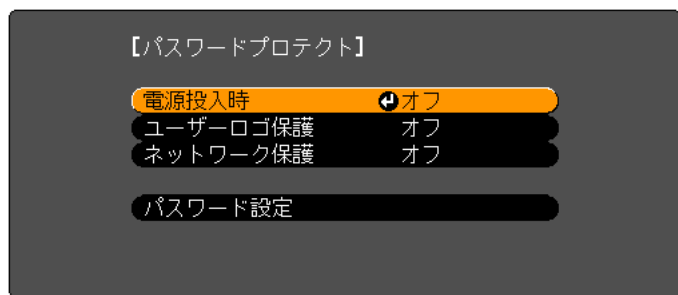 【パスワードプロテクト】
電源投入時 オフ
ユーザーロゴ保護 オフ
ネットワーク保護 オフ
パスワード設定